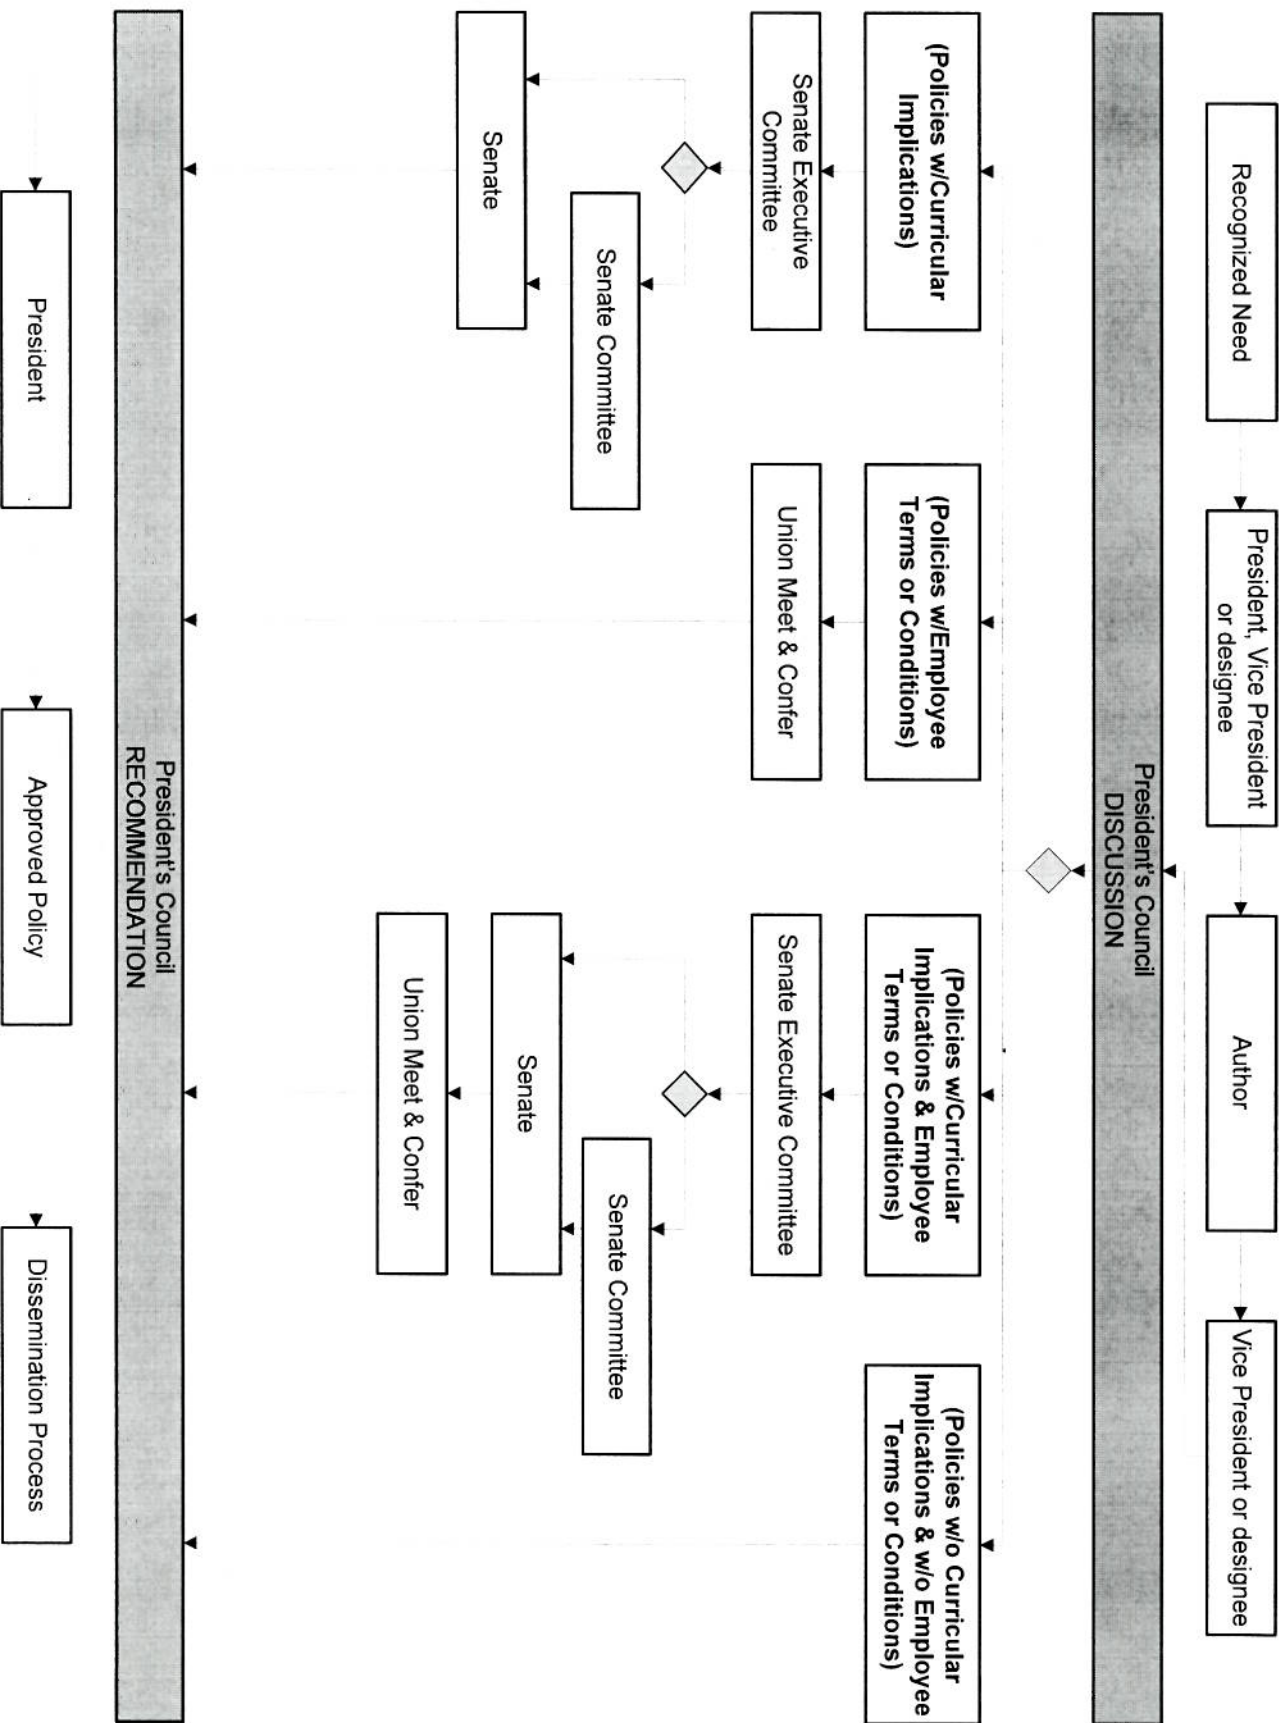 Recognized Need
President, Vice President
or designee
Author
Vice President or designee
President's Council
DISCUSSION
(Policies w/Curricular
Implications)
(Policies w/Employee
Terms or Conditions)
(Policies w/Curricular
Implications & Employee
Terms or Conditions)
(Policies w/o Curricular
Implications & w/o Employee
Terms or Conditions)
Senate Executive
Committee
Union Meet & Confer
Senate Executive Committee
Senate Committee
Senate
Senate Committee
Senate
Union Meet & Confer
President's Council
RECOMMENDATION
President
Approved Policy
Dissemination Process